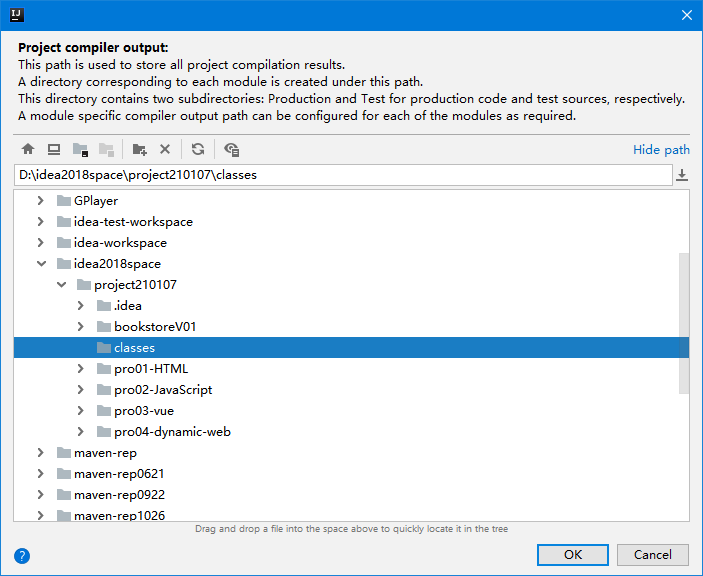 IJ
Project compiler output:
This path is used to store all project compilation results.
A directory corresponding to each module is created under this path.
This directory contains two subdirectories: Production and Test for production code and test sources, respectively.
A module specific compiler output path can be configured for each of the modules as required.
Hide path
D:\idea2018space\project210107\classes
GPlayer
idea-test-workspace
idea-workspace
idea2018space
project210107
.idea
bookstoreV01
classes
pro01-HTML
pro02-JavaScript
pro03-vue
pro04-dynamic-web
maven-rep
maven-rep0621
maven-rep0922
maven-rep1026
Drag and drop a file into the space above to quickly locate it in the tree
?
OK
Cancel